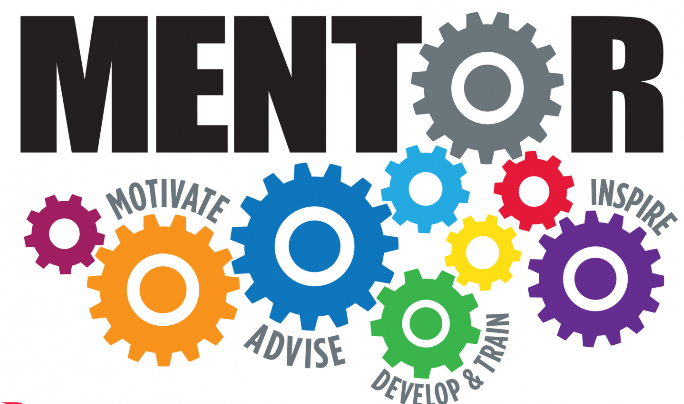 MENTOR
MOTIVATE
INSPIRE
ADVISE
DEVELOP & TRAIN